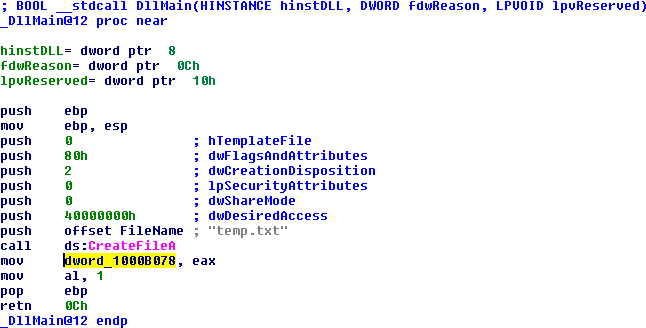 ; BOOL __stdcall DllMain(HINSTANCE hinstDLL, DWORD fdwReason, LPVOID lpvReserved)
_DllMain@12 proc near
hinstDLL= dword ptr  8
fdwReason= dword ptr  0Ch
lpvReserved= dword ptr  10h
push    ebp
mov     ebp, esp
push    0               ; hTemplateFile
push    80h             ; dwFlagsAndAttributes
push    2               ; dwCreationDisposition
push    0               ; lpSecurityAttributes
push    0               ; dwShareMode
push    40000000h       ; dwDesiredAccess
push    offset FileName ; "temp.txt"
call    ds:CreateFileA
mov     dword_1000B078, eax
mov     al, 1
pop     ebp
retn    0Ch
_DllMain@12 endp